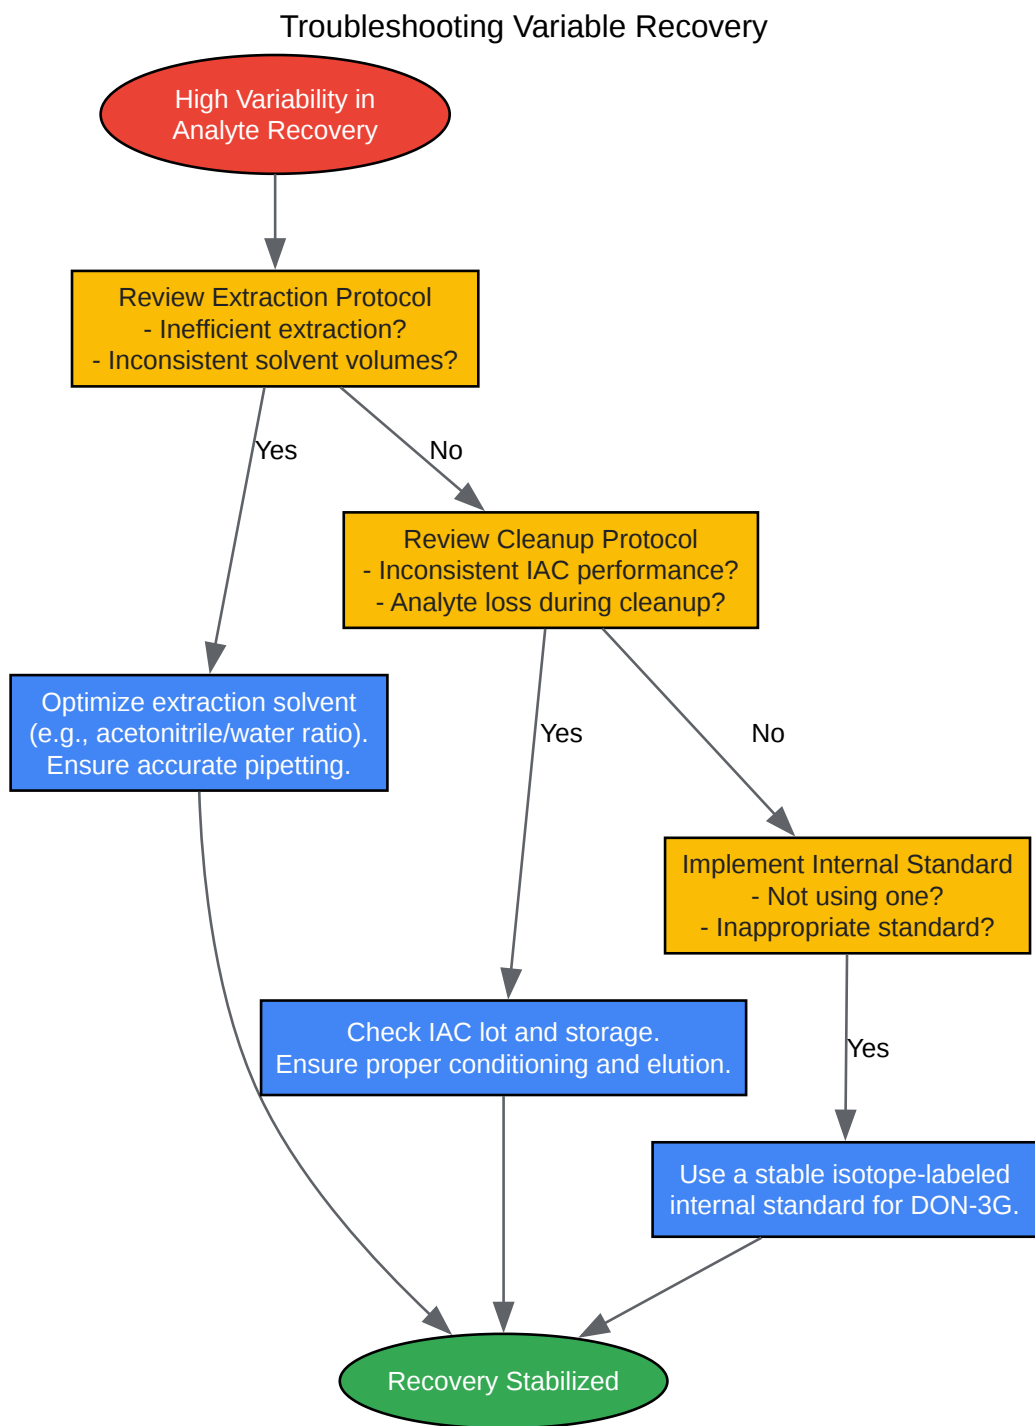 Troubleshooting Variable Recovery
High Variability in
Analyte Recovery
Review Extraction Protocol
- Inefficient extraction?
- Inconsistent solvent volumes?
Yes
No
Review Cleanup Protocol
- Inconsistent IAC performance?
- Analyte loss during cleanup?
Optimize extraction solvent
(e.g., acetonitrile/water ratio).
Ensure accurate pipetting.
Yes
No
Implement Internal Standard
- Not using one?
- Inappropriate standard?
Check IAC lot and storage.
Ensure proper conditioning and elution.
Yes
Use a stable isotope-labeled
internal standard for DON-3G.
Recovery Stabilized